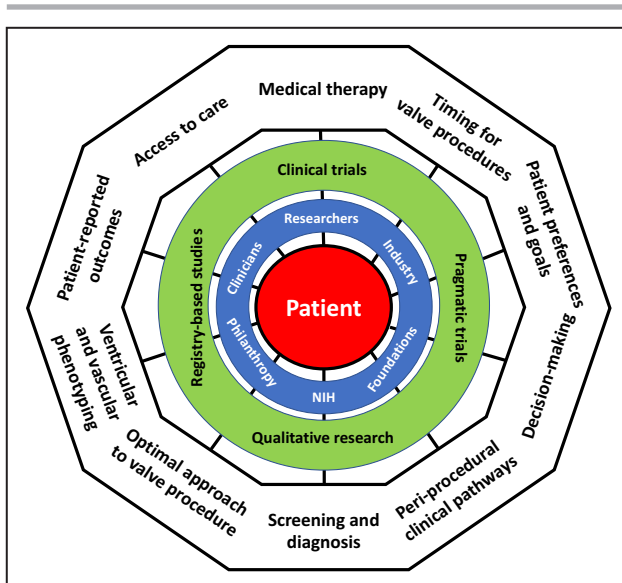 Medical therapy
Timing for
valve procedures
Patient preferences
and goals
Decision-making
Peri-procedural
clinical pathways
Screening and
diagnosis
Optimal approach
to valve procedure
Ventricular
and vascular
phenotyping
Patient-reported
outcomes
Access to care
Clinical trials
Pragmatic trials
Qualitative research
Registry-based studies
Researchers
Industry
Foundations
NIH
Philanthropy
Clinicians
Patient